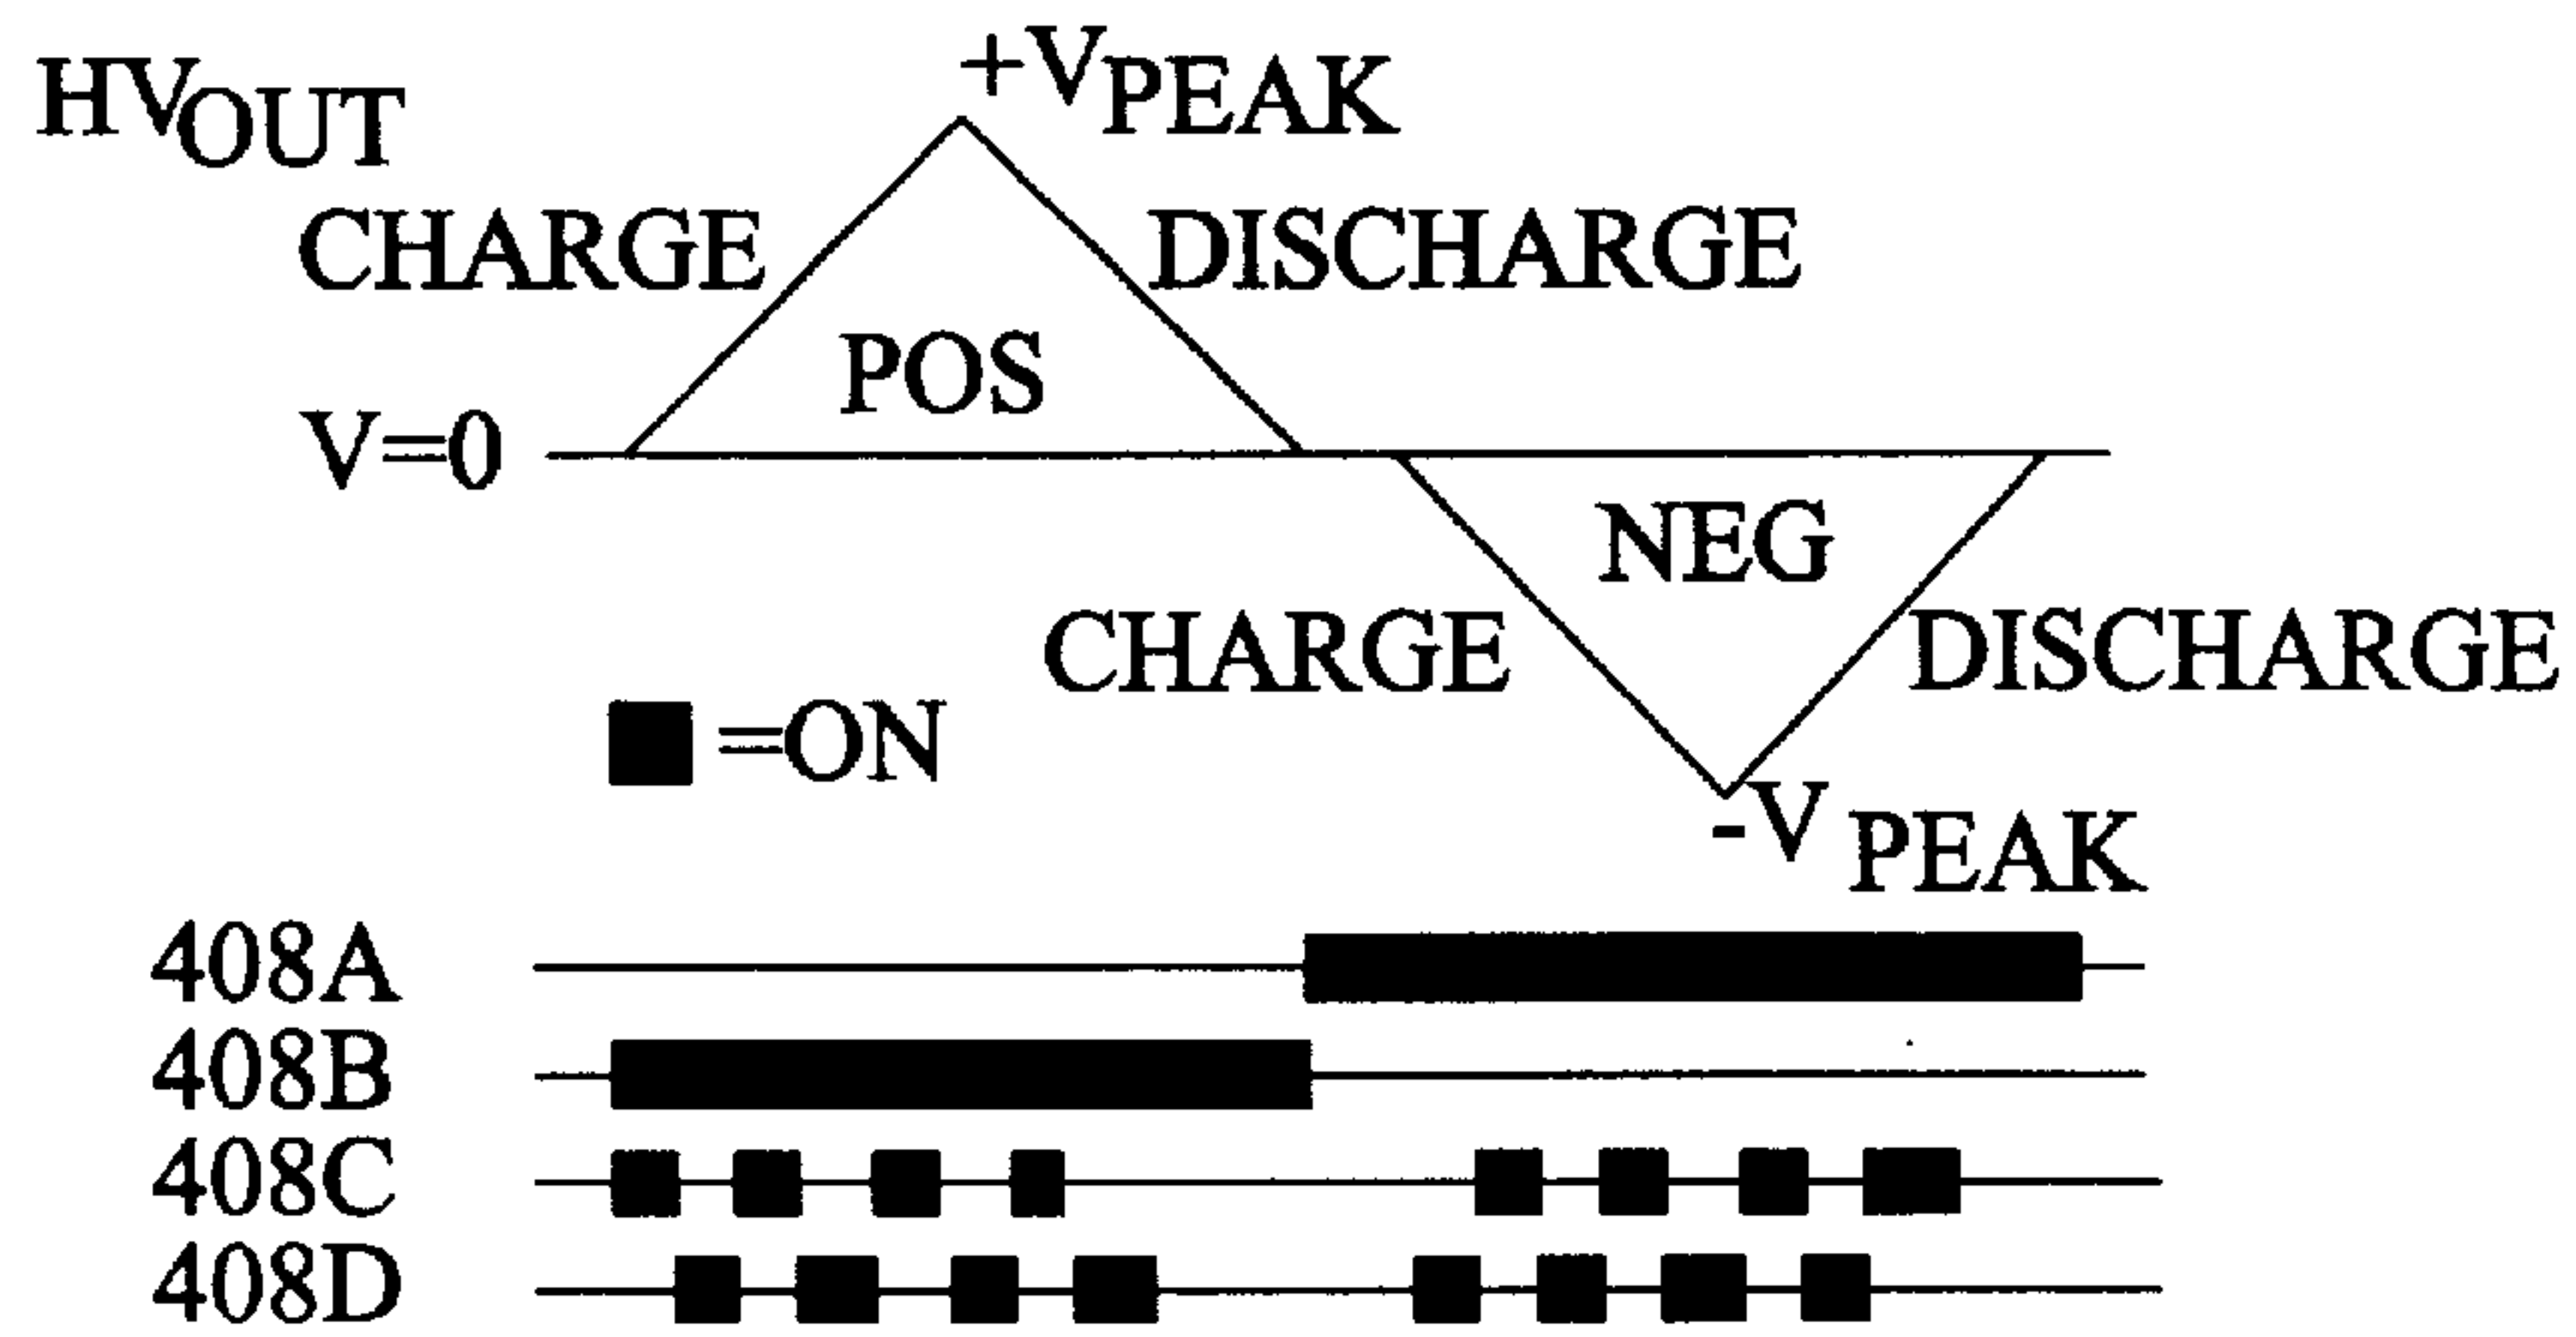 HVOUT
+VPEAK
CHARGE
DISCHARGE
POS
V=0
NEG
CHARGE
DISCHARGE
=ON
-VPEAK
408A
408B
408C
408D